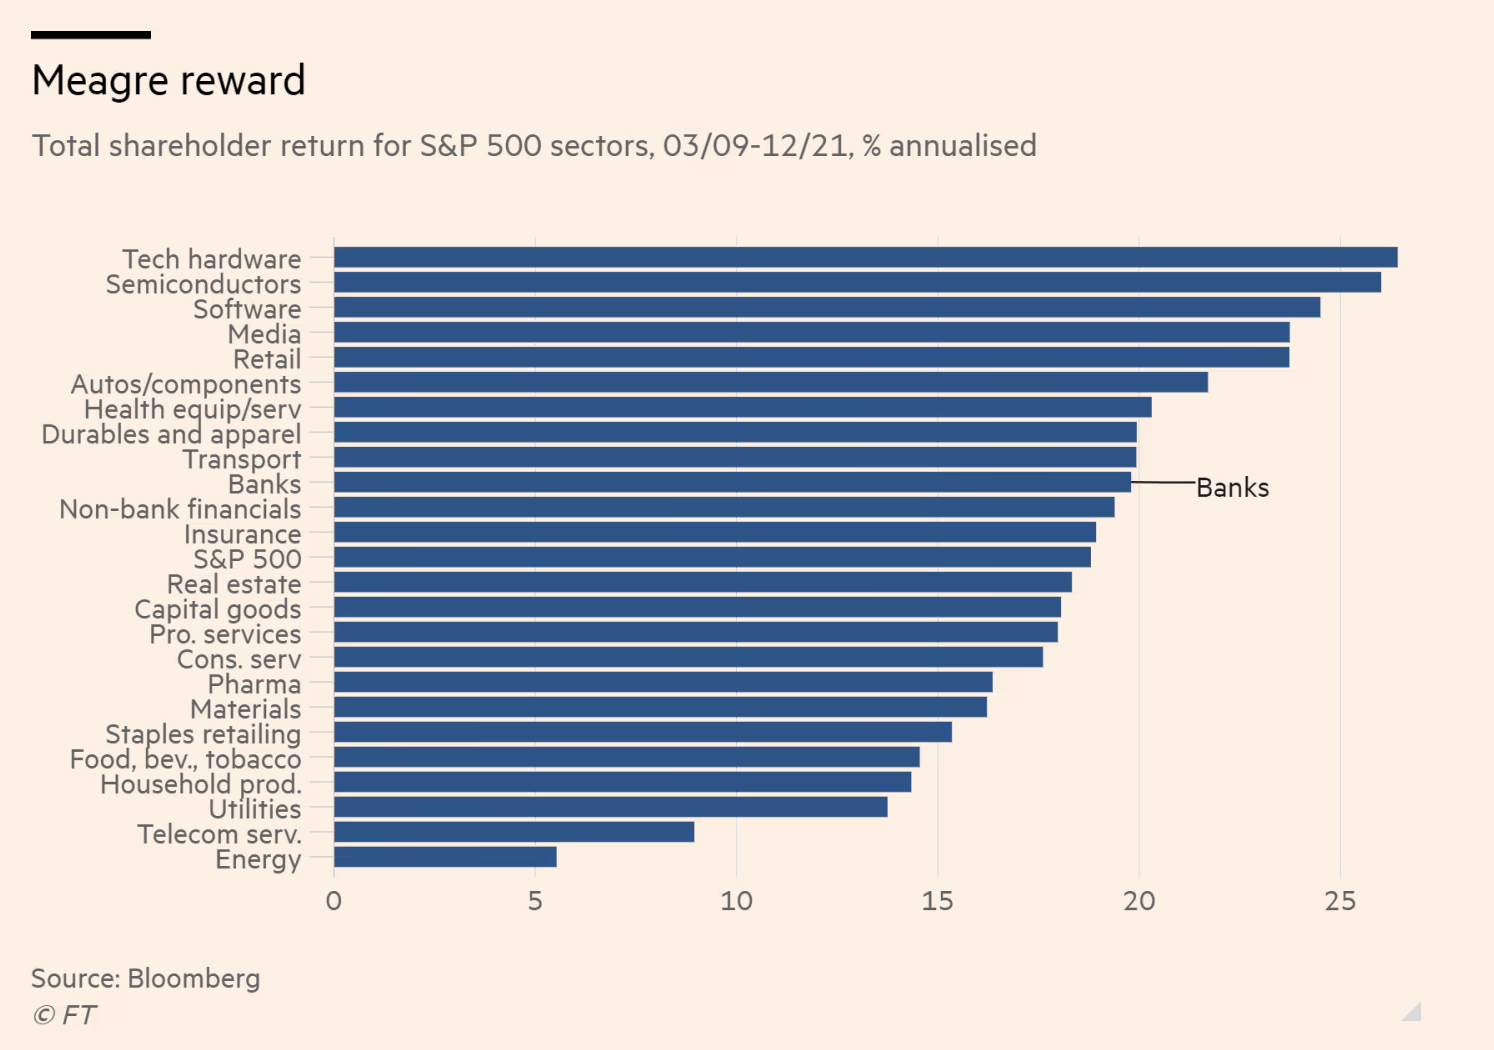 Meagre reward
Total shareholder return for S&P 500 sectors, 03/09-12/21, % annualised
Tech hardware
Semiconductors
Software
Media
Retail
Autos/components
Health equip/serv
Durables and apparel
Transport
Banks
Banks
Non-bank financials
Insurance
S&P 500
Real estate
Capital goods
Pro. services
Cons. serv
Pharma
Materials
Staples retailing
Food, bev., tobacco
Household prod.
Utilities
Telecom serv.
Energy
0 5 10 15 20 25
Source: Bloomberg
© FT